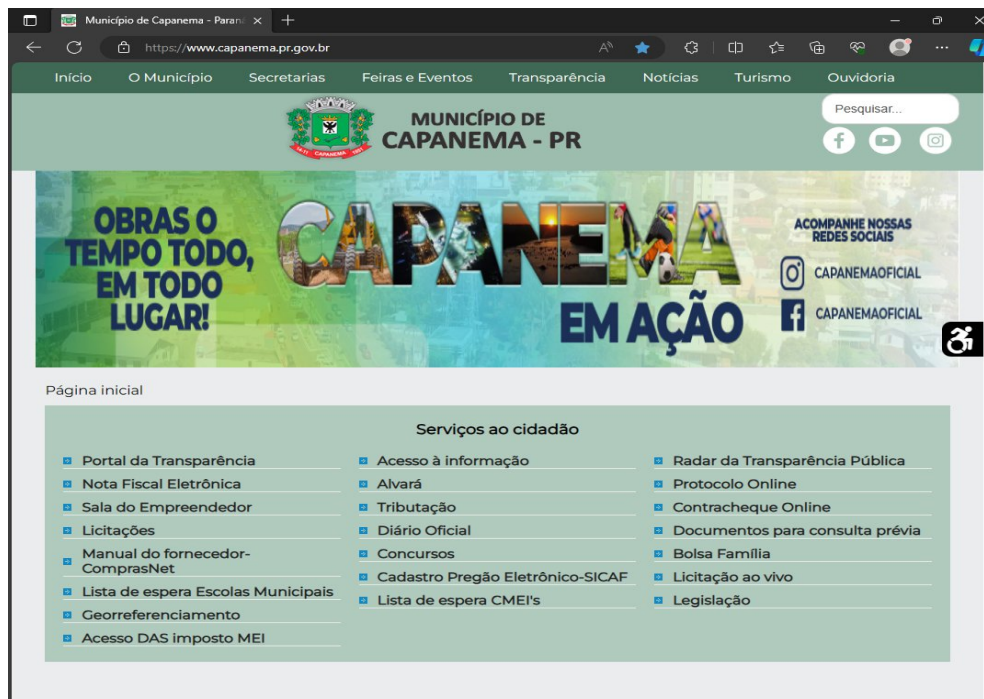 Município de Capanema - Paraná
https://www.capanema.pr.gov.br
Início O Município Secretarias Feiras e Eventos Transparência Notícias Turismo Ouvidoria
MUNICÍPIO DE
CAPANEMA - PR
Pesquisar...
CAPANEMA
OBRAS O
TEMPO TODO,
EM TODO
LUGAR!
CAPANEMA
EM AÇÃO
ACOMPANHE NOSSAS
REDES SOCIAIS
CAPANEMAOFICIAL
CAPANEMAOFICIAL
Página inicial
Serviços ao cidadão
Portal da Transparência
Nota Fiscal Eletrônica
Sala do Empreendedor
Licitações
Manual do fornecedor-
ComprasNet
Lista de espera Escolas Municipais
Georreferenciamento
Acesso DAS imposto MEI
Acesso à informação
Alvará
Tributação
Diário Oficial
Concursos
Cadastro Pregão Eletrônico-SICAF
Lista de espera CMEI's
Radar da Transparência Pública
Protocolo Online
Contracheque Online
Documentos para consulta prévia
Bolsa Família
Licitação ao vivo
Legislação